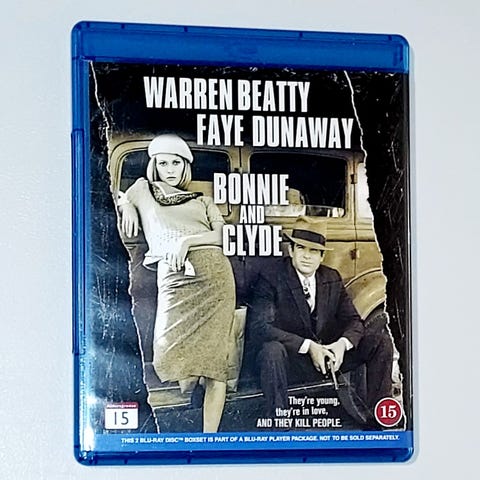 WARREN BEATTY
FAYE DUNAWAY
BONNIE
AND
CLYDE
They're young,
they're in love,
AND THEY KILL PEOPLE.
15
15
THIS 2 BLU-RAY DISC™ BOXSET IS PART OF A BLU-RAY PLAYER PACKAGE. NOT TO BE SOLD SEPARATELY.